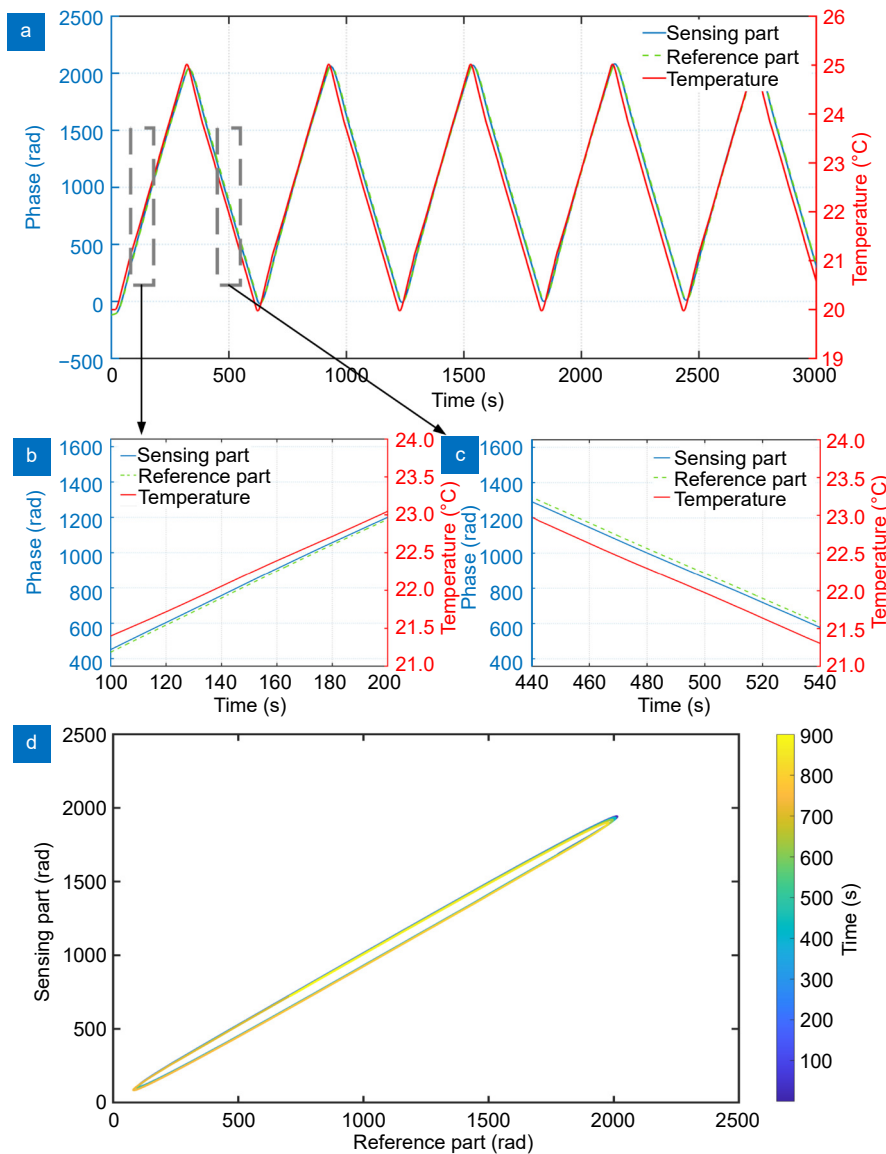 a
2500
2000
1500
1000
500
0
−500
Phase (rad)
26
25
24
23
22
21
20
19
Temperature (°C)
Sensing part
Reference part
Temperature
0 500 1000 1500 2000 2500 3000
Time (s)
b
1600
1400
1200
1000
800
600
400
Phase (rad)
24.0
23.5
23.0
22.5
22.0
21.5
21.0
Temperature (°C)
Sensing part
Reference part
Temperature
100 120 140 160 180 200
Time (s)
c
1600
1400
1200
1000
800
600
400
Phase (rad)
24.0
23.5
23.0
22.5
22.0
21.5
21.0
Temperature (°C)
Sensing part
Reference part
Temperature
440 460 480 500 520 540
Time (s)
d
2500
2000
1500
1000
500
0
Sensing part (rad)
0 500 1000 1500 2000 2500
Reference part (rad)
900
800
700
600
500
400
300
200
100
Time (s)